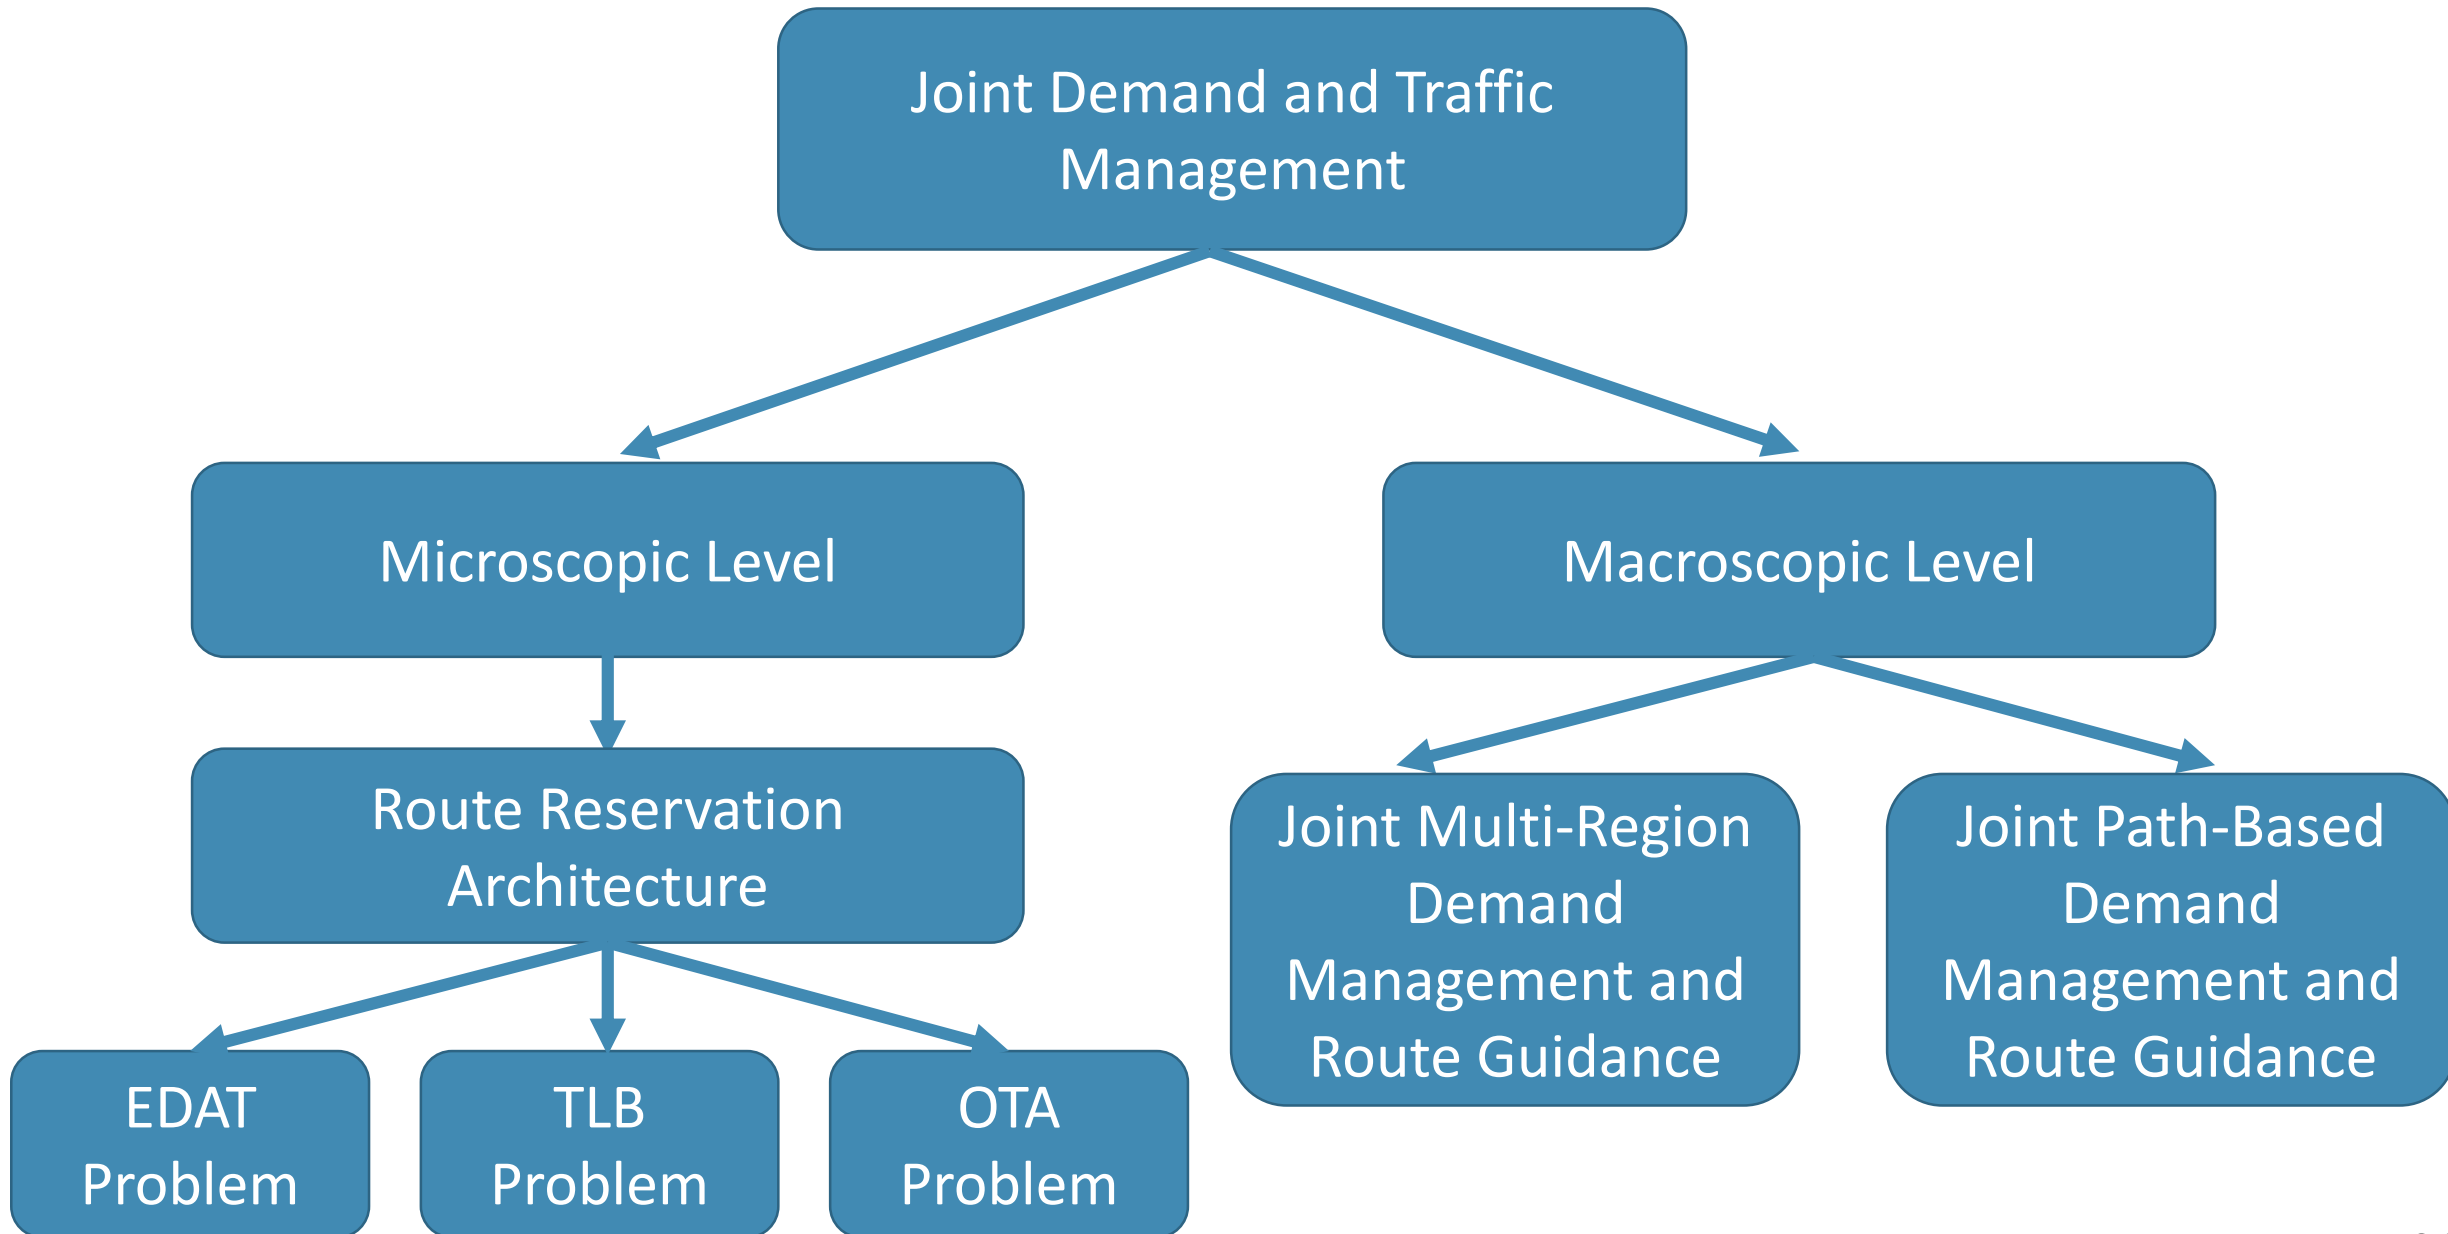 Joint Demand and Traffic
Management
Microscopic Level
Macroscopic Level
Route Reservation
Architecture
Joint Multi-Region
Demand
Management and
Route Guidance
Joint Path-Based
Demand
Management and
Route Guidance
EDAT
Problem
TLB
Problem
OTA
Problem